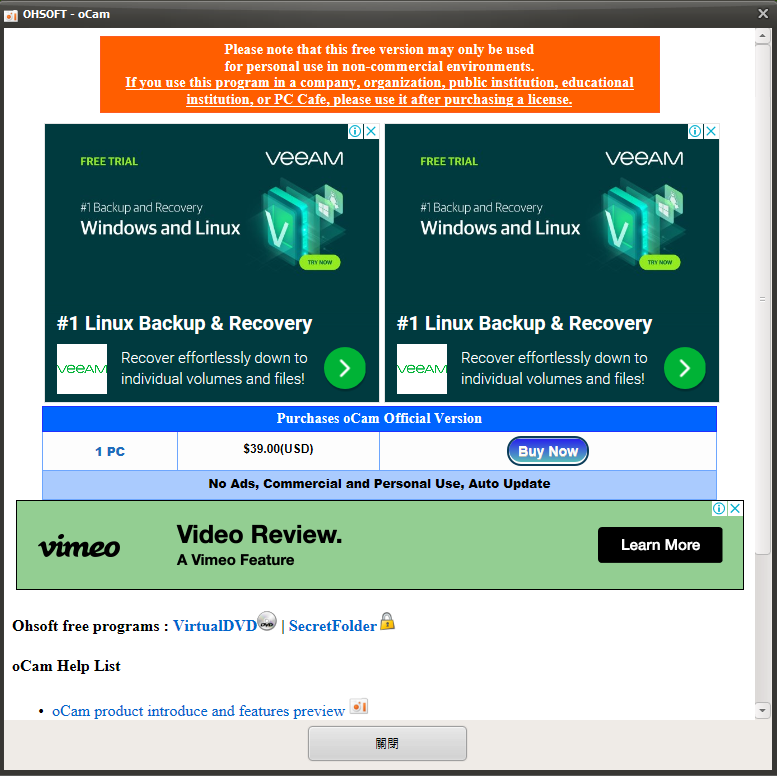 OHSOFT - oCam
Please note that this free version may only be used
for personal use in non-commercial environments.
If you use this program in a company, organization, public institution, educational
institution, or PC Cafe, please use it after purchasing a license.
FREE TRIAL
veeam
#1 Backup and Recovery
Windows and Linux
V
TRY NOW
#1 Linux Backup & Recovery
veeam
Recover effortlessly down to
individual volumes and files!
FREE TRIAL
veeam
#1 Backup and Recovery
Windows and Linux
V
TRY NOW
#1 Linux Backup & Recovery
veeam
Recover effortlessly down to
individual volumes and files!
Purchases oCam Official Version
1 PC
$39.00(USD)
Buy Now
No Ads, Commercial and Personal Use, Auto Update
vimeo
Video Review.
A Vimeo Feature
Learn More
Ohsoft free programs : VirtualDVD | SecretFolder
oCam Help List
• oCam product introduce and features preview
關閉